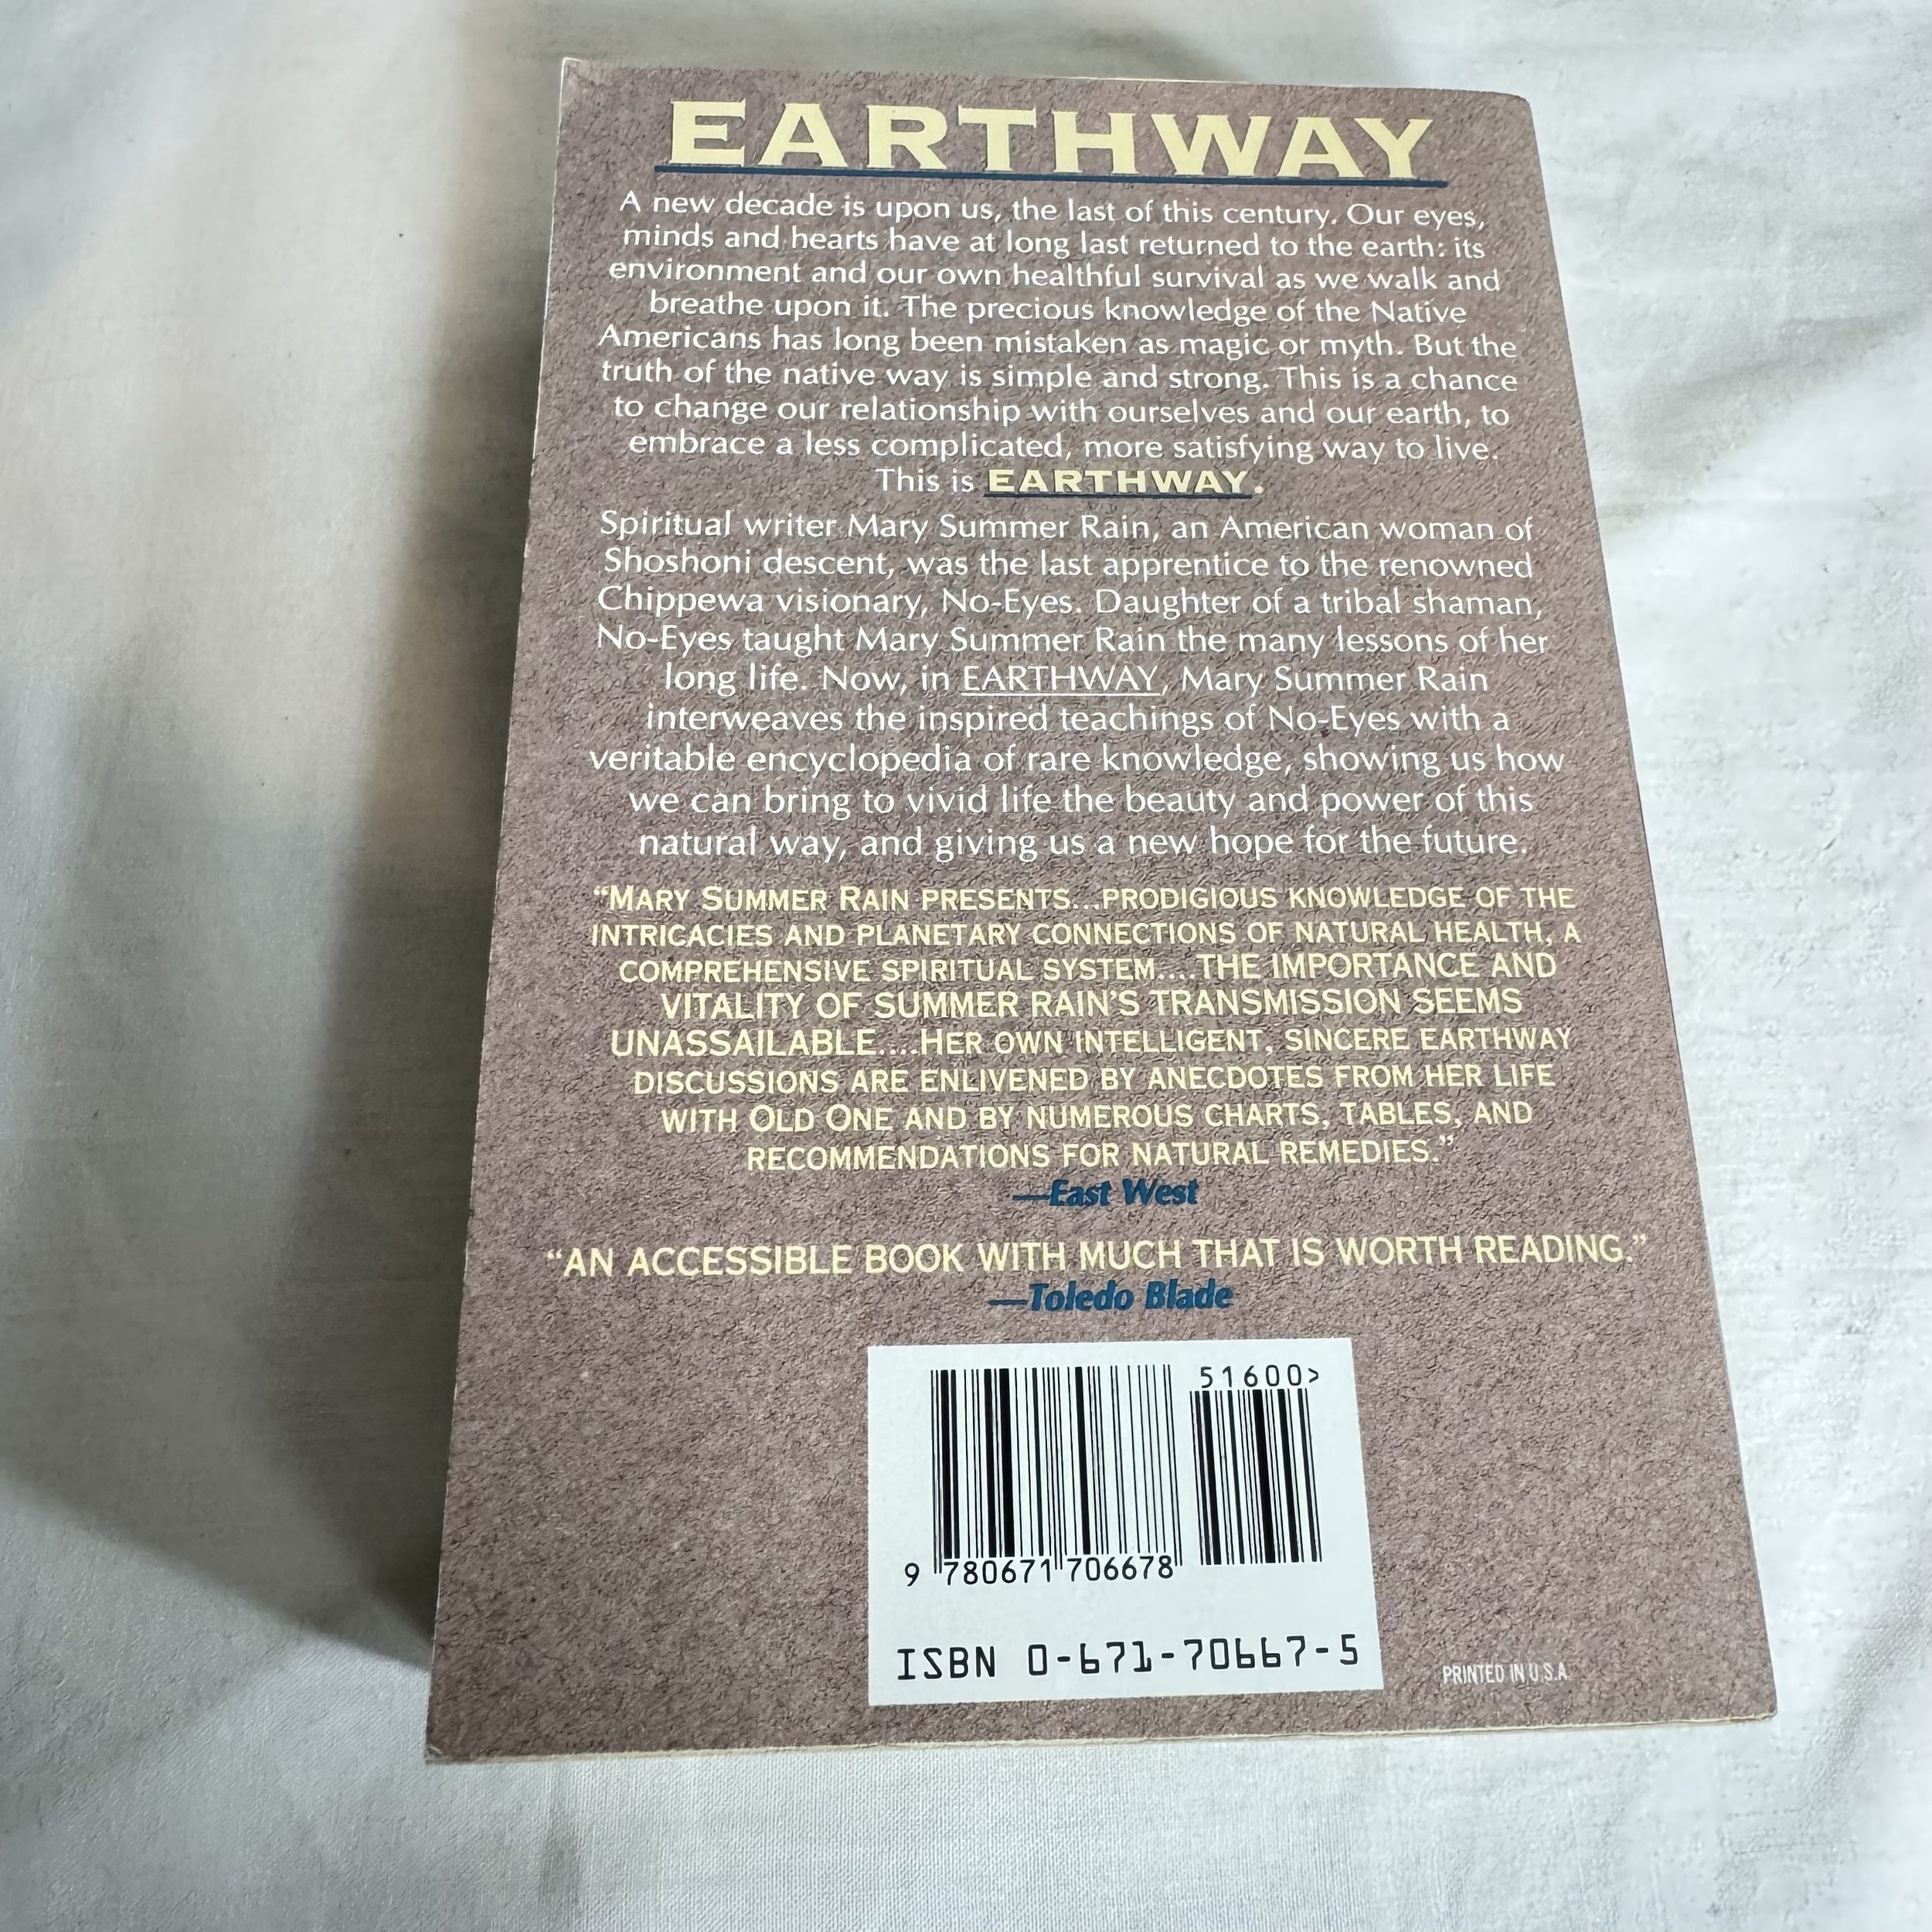 EARTHWAY
A new decade is upon us, the last of this century. Our eyes,
minds and hearts have at long last returned to the earth: its
environment and our own healthful survival as we walk and
breathe upon it. The precious knowledge of the Native
Americans has long been mistaken as magic or myth. But the
truth of the native way is simple and strong. This is a chance
to change our relationship with ourselves and our earth, to
embrace a less complicated, more satisfying way to live.
This is EARTHWAY.
Spiritual writer Mary Summer Rain, an American woman of
Shoshoni descent, was the last apprentice to the renowned
Chippewa visionary, No-Eyes. Daughter of a tribal shaman,
No-Eyes taught Mary Summer Rain the many lessons of her
long life. Now, in EARTHWAY, Mary Summer Rain
interweaves the inspired teachings of No-Eyes with a
veritable encyclopedia of rare knowledge, showing us how
we can bring to vivid life the beauty and power of this
natural way, and giving us a new hope for the future.
“MARY SUMMER RAIN PRESENTS...PRODIGIOUS KNOWLEDGE OF THE
INTRICACIES AND PLANETARY CONNECTIONS OF NATURAL HEALTH, A
COMPREHENSIVE SPIRITUAL SYSTEM....THE IMPORTANCE AND
VITALITY OF SUMMER RAIN'S TRANSMISSION SEEMS
UNASSAILABLE....HER OWN INTELLIGENT, SINCERE EARTHWAY
DISCUSSIONS ARE ENLIVENED BY ANECDOTES FROM HER LIFE
WITH OLD ONE AND BY NUMEROUS CHARTS, TABLES, AND
RECOMMENDATIONS FOR NATURAL REMEDIES.”
—East West
“AN ACCESSIBLE BOOK WITH MUCH THAT IS WORTH READING.”
—Toledo Blade
51600>
9 780671 706678
ISBN 0-671-70667-5
PRINTED IN U.S.A.